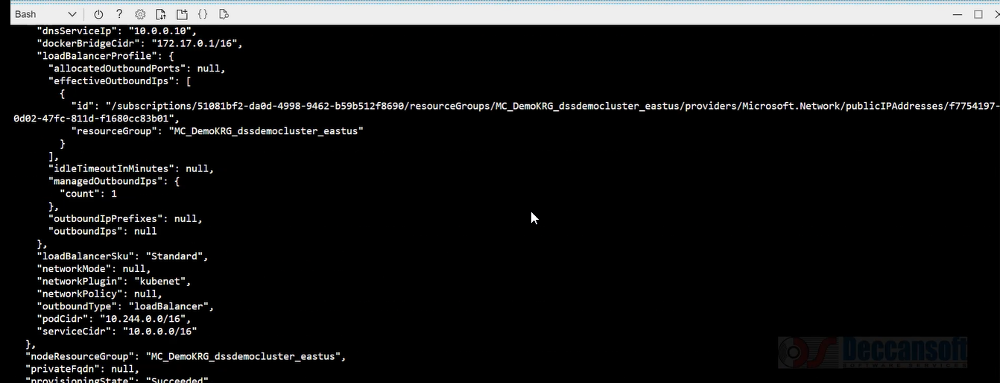 Bash
?
{}
"dnsServiceIp": "10.0.0.10",
"dockerBridgeCidr": "172.17.0.1/16",
"loadBalancerProfile": {
"allocatedOutboundPorts": null,
"effectiveOutboundIps": [
{
"id": "/subscriptions/51081bf2-da0d-4998-9462-b59b512f8690/resourceGroups/MC_DemoKRG_dssdemocluster_eastus/providers/Microsoft.Network/publicIPAddresses/f7754197-
0d02-47fc-811d-f1680cc83b01",
"resourceGroup": "MC_DemoKRG_dssdemocluster_eastus"
}
],
"idleTimeoutInMinutes": null,
"managedOutboundIps": {
"count": 1
},
"outboundIpPrefixes": null,
"outboundIps": null
},
"loadBalancerSku": "Standard",
"networkMode": null,
"networkPlugin": "kubenet",
"networkPolicy": null,
"outboundType": "loadBalancer",
"podCidr": "10.244.0.0/16",
"serviceCidr": "10.0.0.0/16"
},
"nodeResourceGroup": "MC_DemoKRG_dssdemocluster_eastus",
"privateFqdn": null,
"provisioningState": "Succeeded"
Deccansoft
SOFTWARE SERVICES